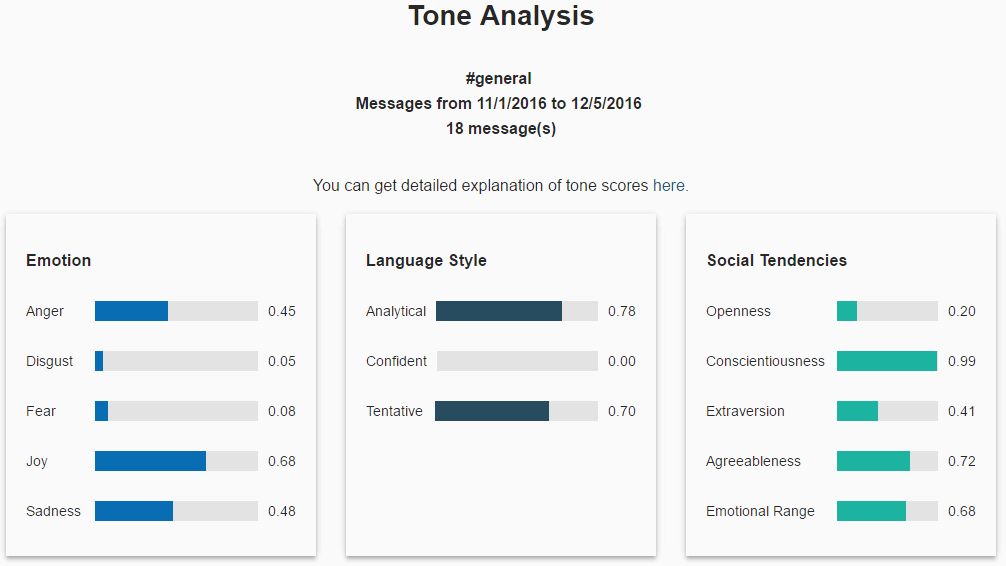 Tone Analysis
#general
Messages from 11/1/2016 to 12/5/2016
18 message(s)
You can get detailed explanation of tone scores here.
Emotion
Anger 0.45
Disgust 0.05
Fear 0.08
Joy 0.68
Sadness 0.48
Language Style
Analytical 0.78
Confident 0.00
Tentative 0.70
Social Tendencies
Openness 0.20
Conscientiousness 0.99
Extraversion 0.41
Agreeableness 0.72
Emotional Range 0.68